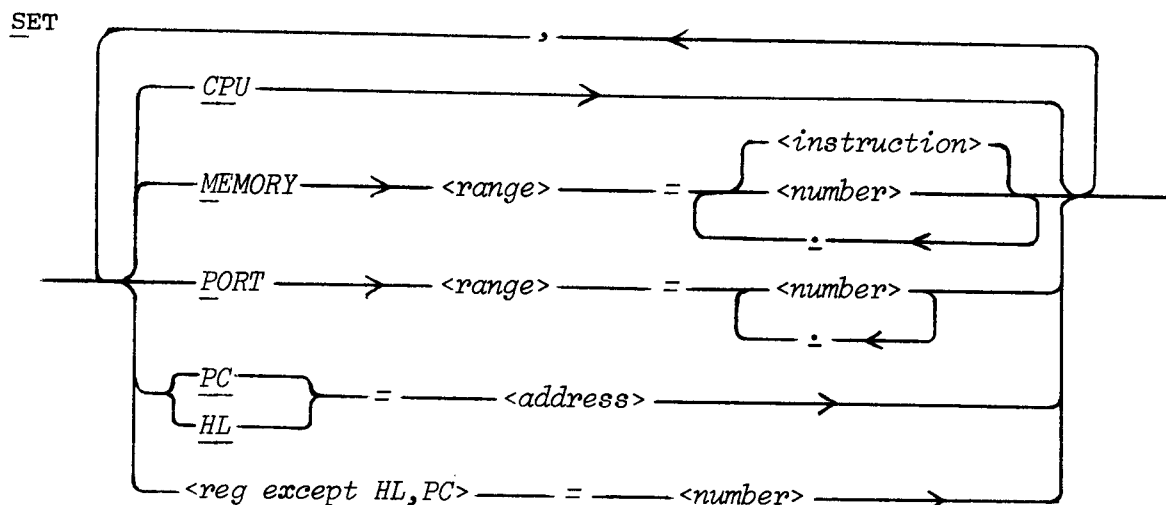 SET
,
CPU
<instruction>
MEMORY <range> = <number>
.
PORT <range> = <number>
.
PC
= <address>
HL
<reg except HL,PC> = <number>